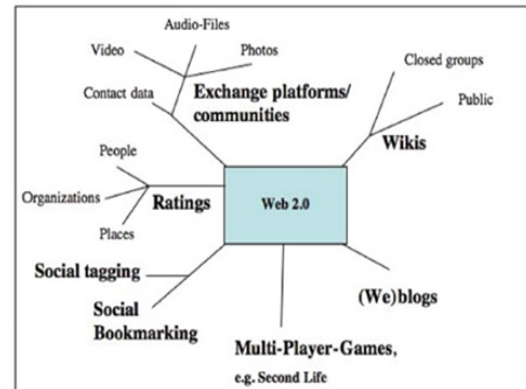 Audio-Files
Video
Photos
Contact data
Exchange platforms/
communities
Closed groups
Public
Wikis
People
Organizations
Places
Ratings
Web 2.0
Social tagging
Social
Bookmarking
(We)blogs
Multi-Player-Games,
e.g. Second Life